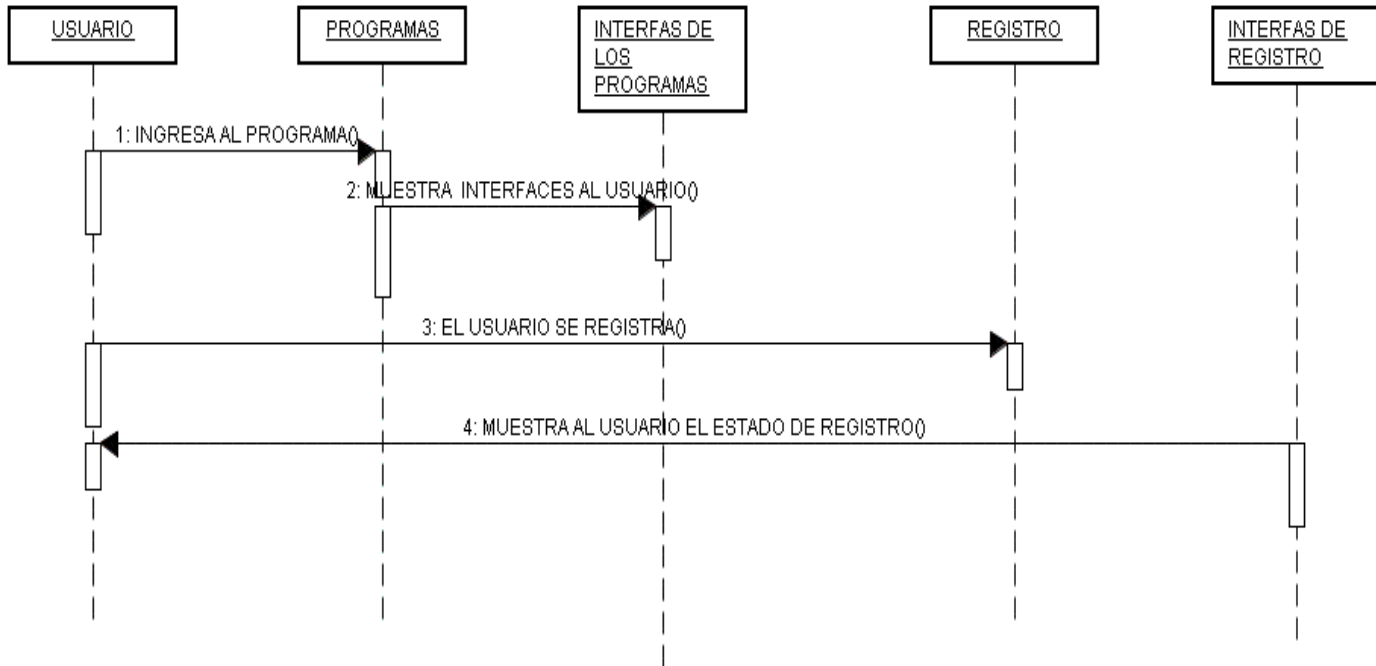 USUARIO
PROGRAMAS
INTERFAS DE
LOS
PROGRAMAS
REGISTRO
INTERFAS DE
REGISTRO
1: INGRESA AL PROGRAMA()
2: MUESTRA INTERFACES AL USUARIO()
3: EL USUARIO SE REGISTRA()
4: MUESTRA AL USUARIO EL ESTADO DE REGISTRO()